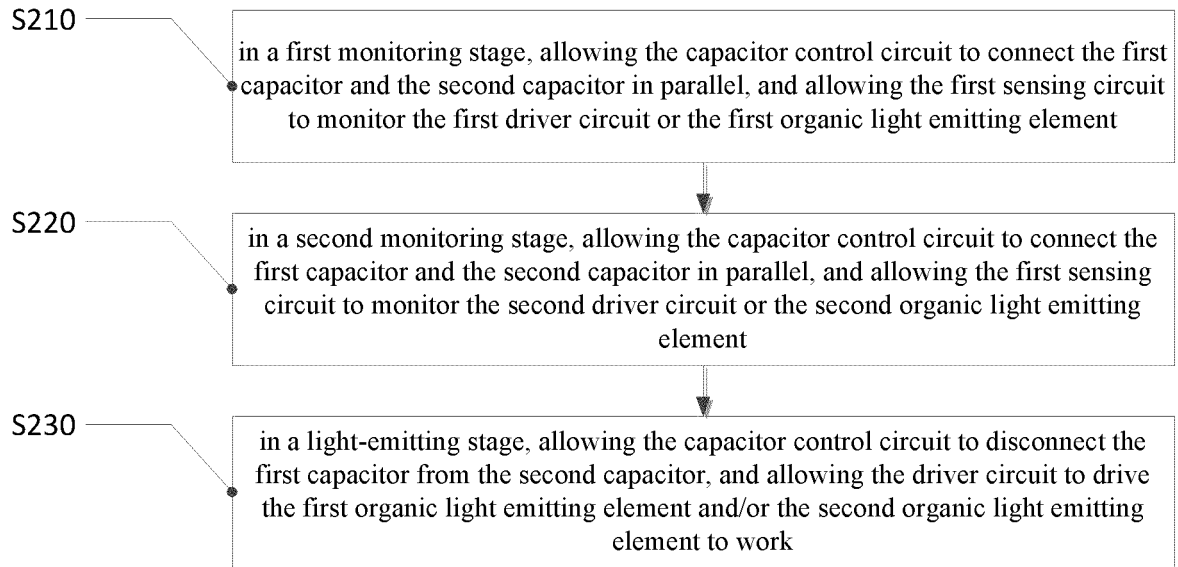 S210
in a first monitoring stage, allowing the capacitor control circuit to connect the first
capacitor and the second capacitor in parallel, and allowing the first sensing circuit
to monitor the first driver circuit or the first organic light emitting element
S220
in a second monitoring stage, allowing the capacitor control circuit to connect the
first capacitor and the second capacitor in parallel, and allowing the first sensing
circuit to monitor the second driver circuit or the second organic light emitting
element
S230
in a light-emitting stage, allowing the capacitor control circuit to disconnect the
first capacitor from the second capacitor, and allowing the driver circuit to drive
the first organic light emitting element and/or the second organic light emitting
element to work